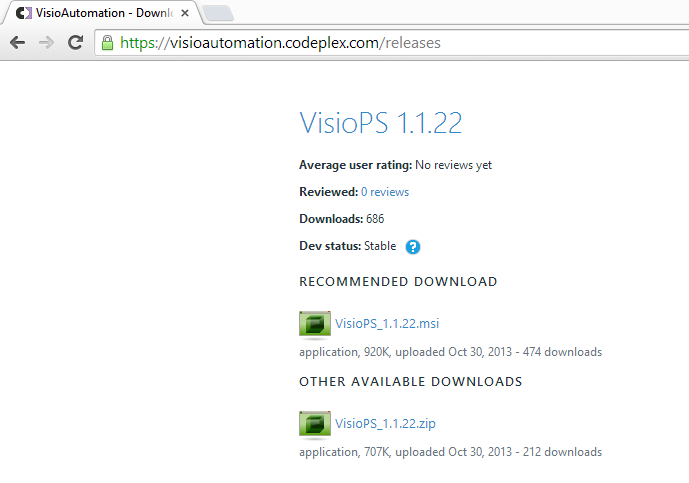 VisioAutomation - Downlo
https://visioautomation.codeplex.com/releases
VisioPS 1.1.22
Average user rating: No reviews yet
Reviewed: 0 reviews
Downloads: 686
Dev status: Stable ?
RECOMMENDED DOWNLOAD
VisioPS_1.1.22.msi
application, 920K, uploaded Oct 30, 2013 - 474 downloads
OTHER AVAILABLE DOWNLOADS
VisioPS_1.1.22.zip
application, 707K, uploaded Oct 30, 2013 - 212 downloads